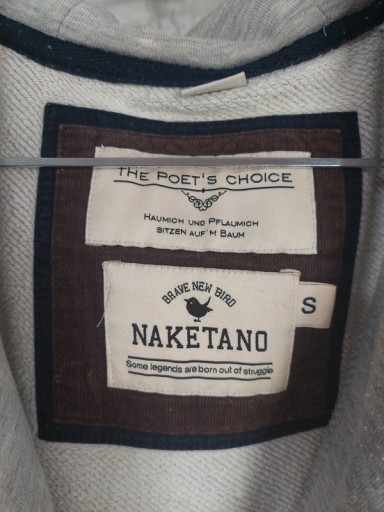 THE POET'S CHOICE
HAUMICH UND PFLAUMICH
SITZEN AUF'M BAUM
BRAVE NEW BIRD
S
NAKETANO
Some legends are born out of struggle